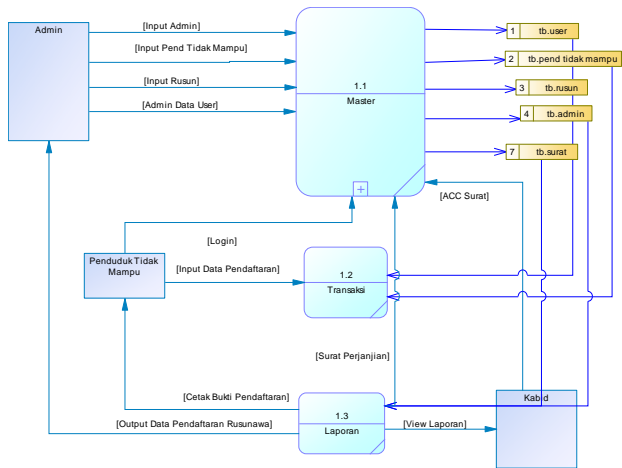 Admin
[Input Admin]
[Input Pend Tidak Mampu]
[Input Rusun]
[Admin Data User]
1.1
Master
1 tb.user
2 tb.pend tidak mampu
3 tb.rusun
4 tb.admin
7 tb.surat
[ACC Surat]
[Login]
Penduduk Tidak
Mampu
[Input Data Pendaftaran]
1.2
Transaksi
[Surat Perjanjian]
[Cetak Bukti Pendaftaran]
[Output Data Pendaftaran Rusunawa]
1.3
Laporan
[View Laporan]
Kabid